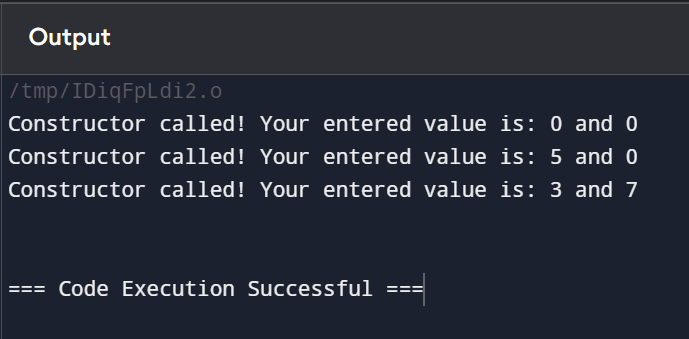 Output
/tmp/IDiqFpLdi2.o
Constructor called! Your entered value is: 0 and 0
Constructor called! Your entered value is: 5 and 0
Constructor called! Your entered value is: 3 and 7
=== Code Execution Successful ===